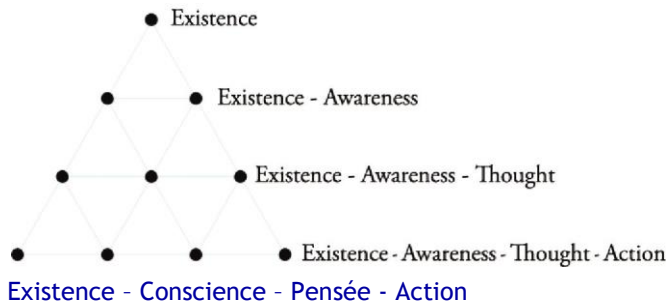 Existence
Existence - Awareness
Existence - Awareness - Thought
Existence - Awareness - Thought - Action
Existence – Conscience – Pensée - Action